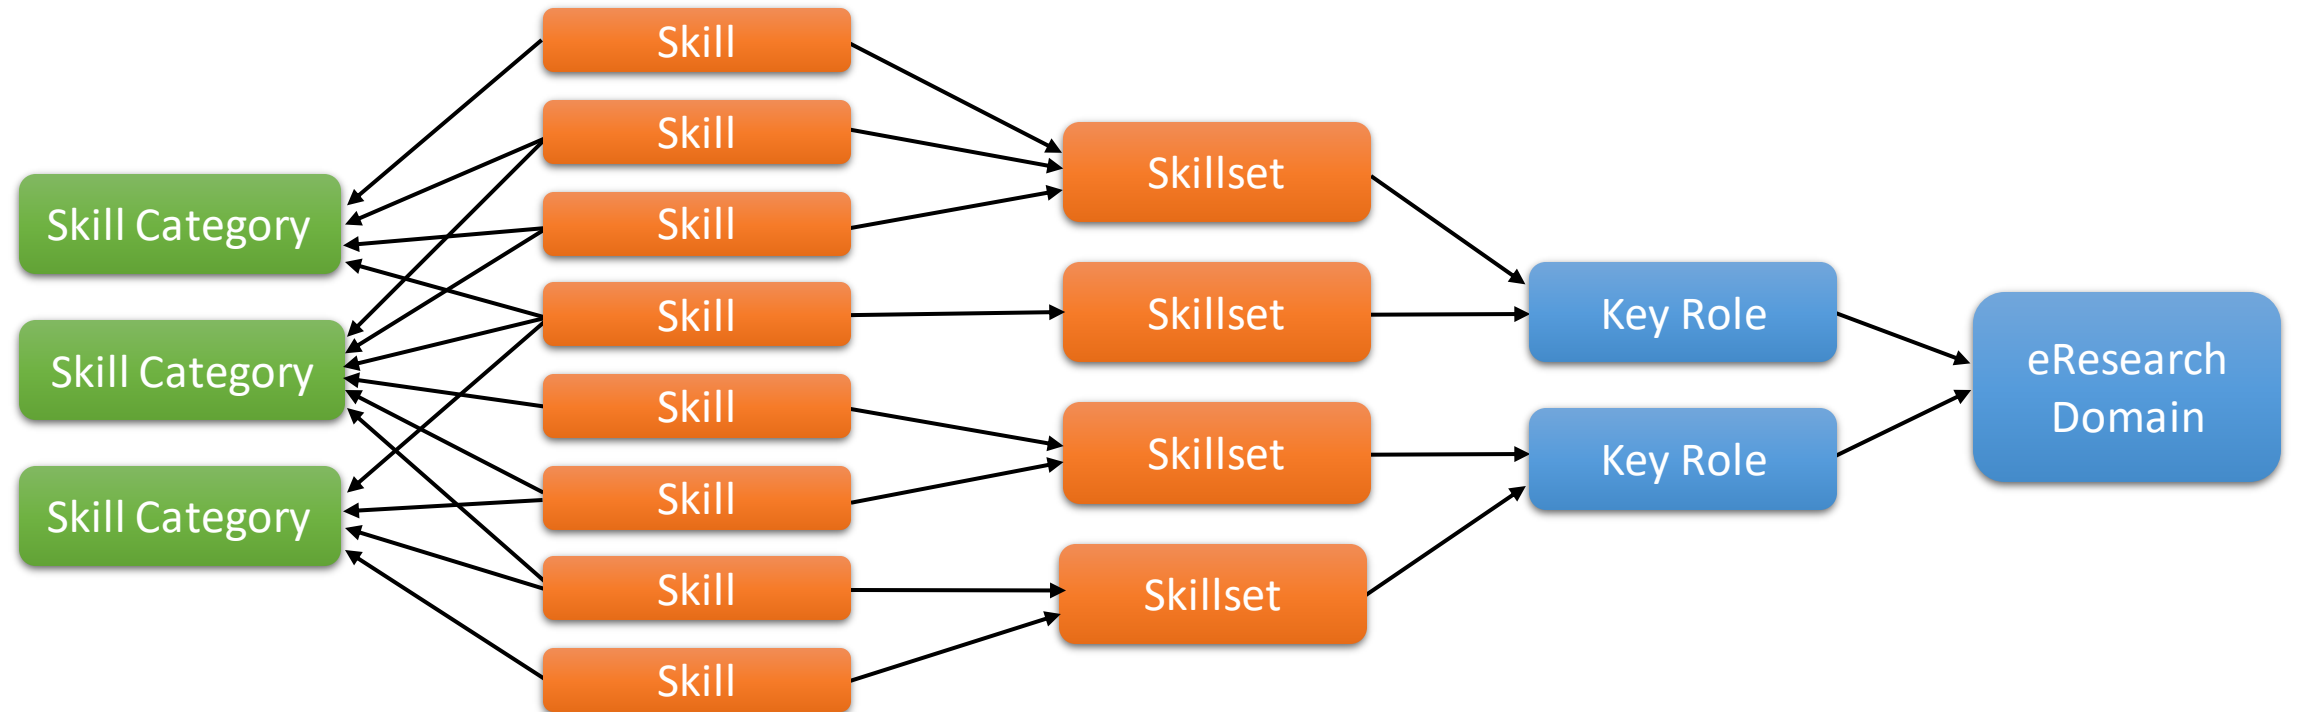 Skill Category
Skill Category
Skill Category
Skill
Skill
Skill
Skill
Skill
Skill
Skill
Skill
Skillset
Skillset
Skillset
Skillset
Key Role
Key Role
eResearch
Domain